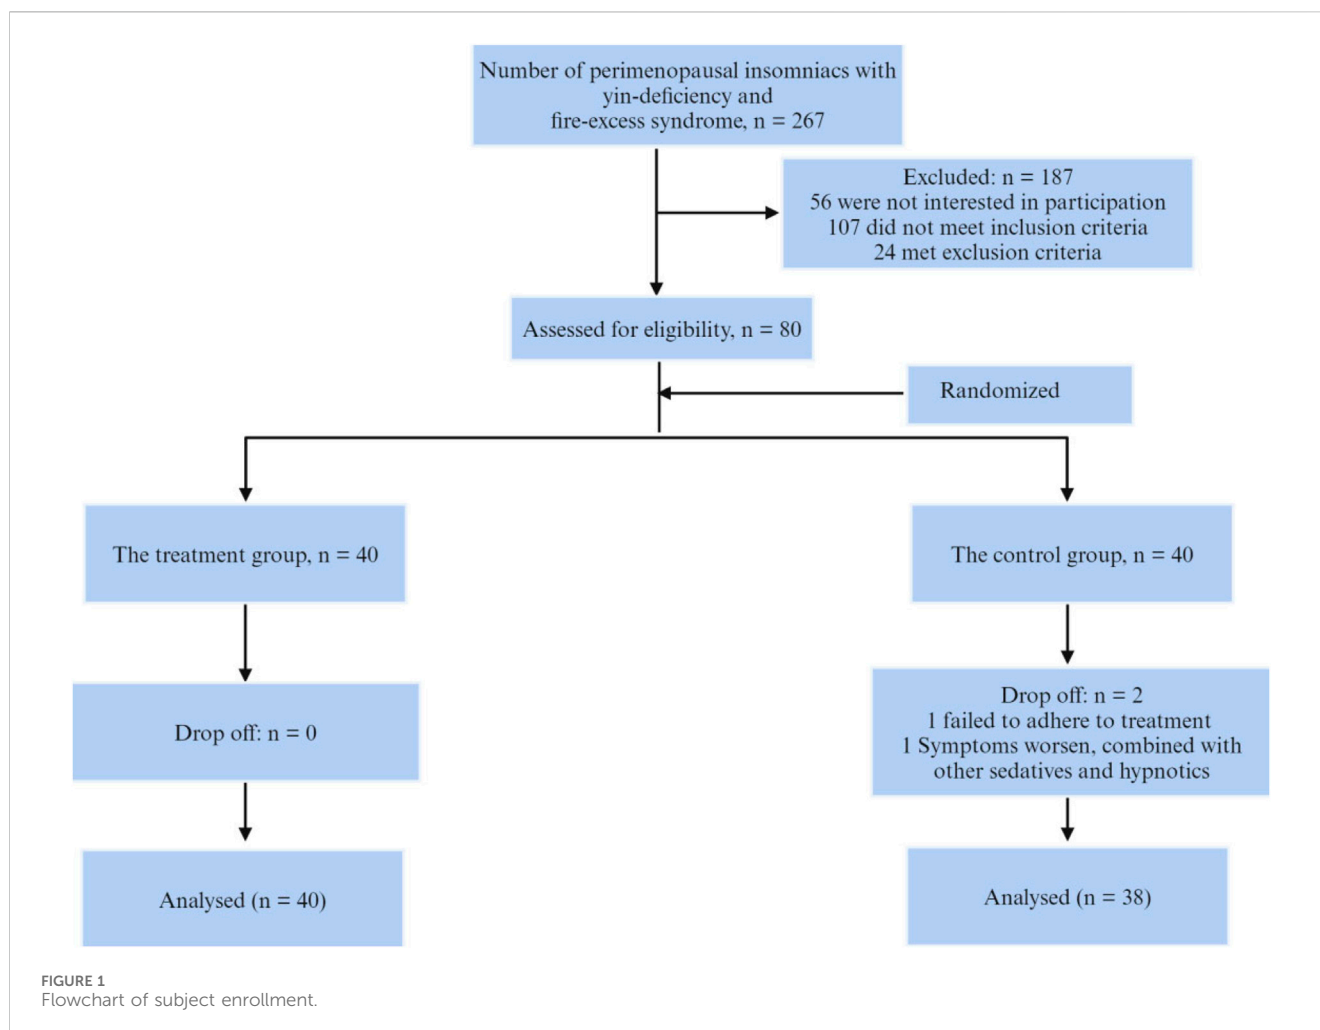 Number of perimenopausal insomniacs with
yin-deficiency and
fire-excess syndrome, n = 267
Excluded: n = 187
56 were not interested in participation
107 did not meet inclusion criteria
24 met exclusion criteria
Assessed for eligibility, n = 80
Randomized
The treatment group, n = 40
The control group, n = 40
Drop off: n = 0
Drop off: n = 2
1 failed to adhere to treatment
1 Symptoms worsen, combined with
other sedatives and hypnotics
Analysed (n = 40)
Analysed (n = 38)
FIGURE 1
Flowchart of subject enrollment.